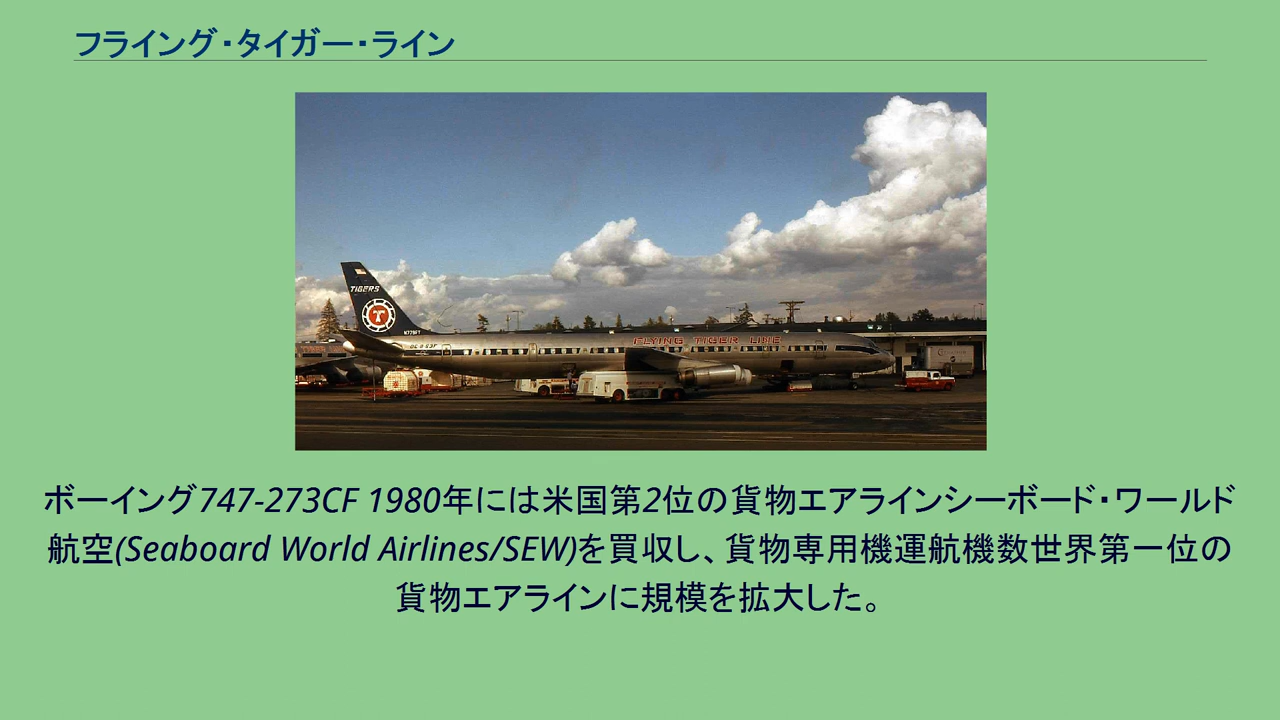 フライング・タイガー・ライン
TIGERS
T
FLYING TIGER LINE
ボーイング747-273CF 1980年には米国第2位の貨物エアラインシーボード・ワールド
航空(Seaboard World Airlines/SEW)を買収し、貨物専用機運航機数世界第一位の
貨物エアラインに規模を拡大した。